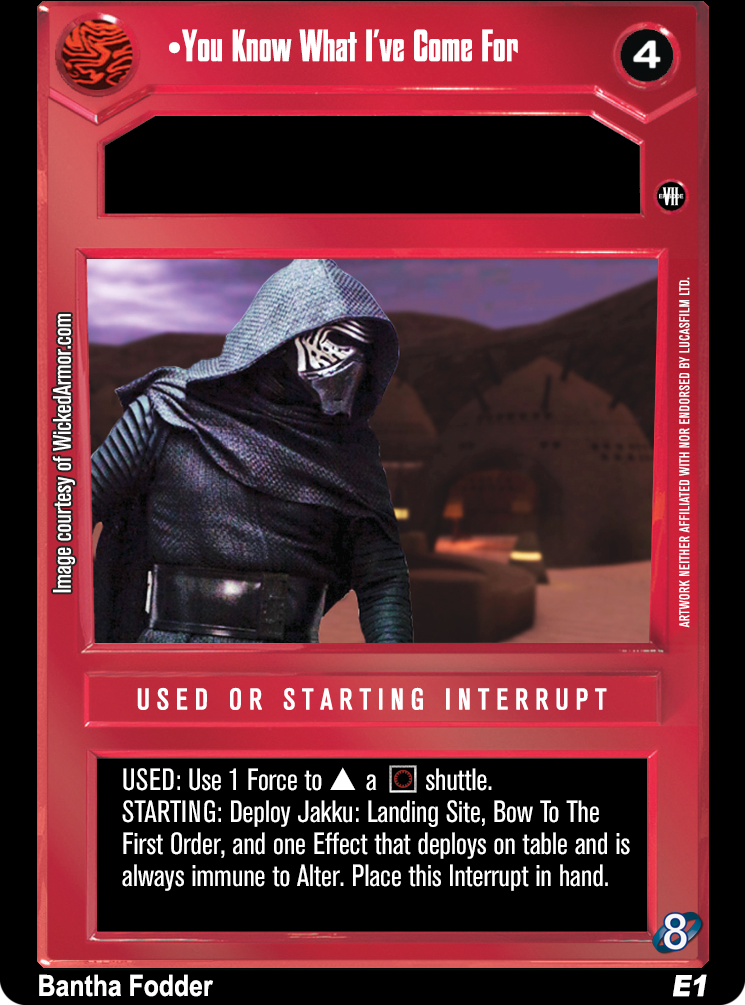 •You Know What I've Come For
4
EPISODE VII
Image courtesy of WickedArmor.com
ARTWORK NEITHER AFFILIATED WITH NOR ENDORSED BY LUCASFILM LTD.
USED OR STARTING INTERRUPT
USED: Use 1 Force to ▲ a shuttle.
STARTING: Deploy Jakku: Landing Site, Bow To The
First Order, and one Effect that deploys on table and is
always immune to Alter. Place this Interrupt in hand.
8
Bantha Fodder
E1